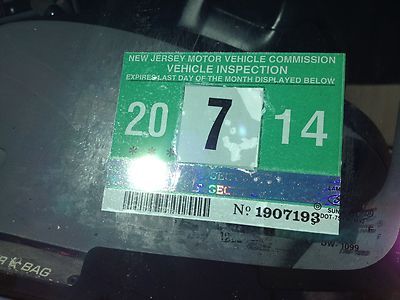 NEW JERSEY MOTOR VEHICLE COMMISSION
VEHICLE INSPECTION
EXPIRES LAST DAY OF THE MONTH DISPLAYED BELOW
20 7 14
No 1907193
BAG